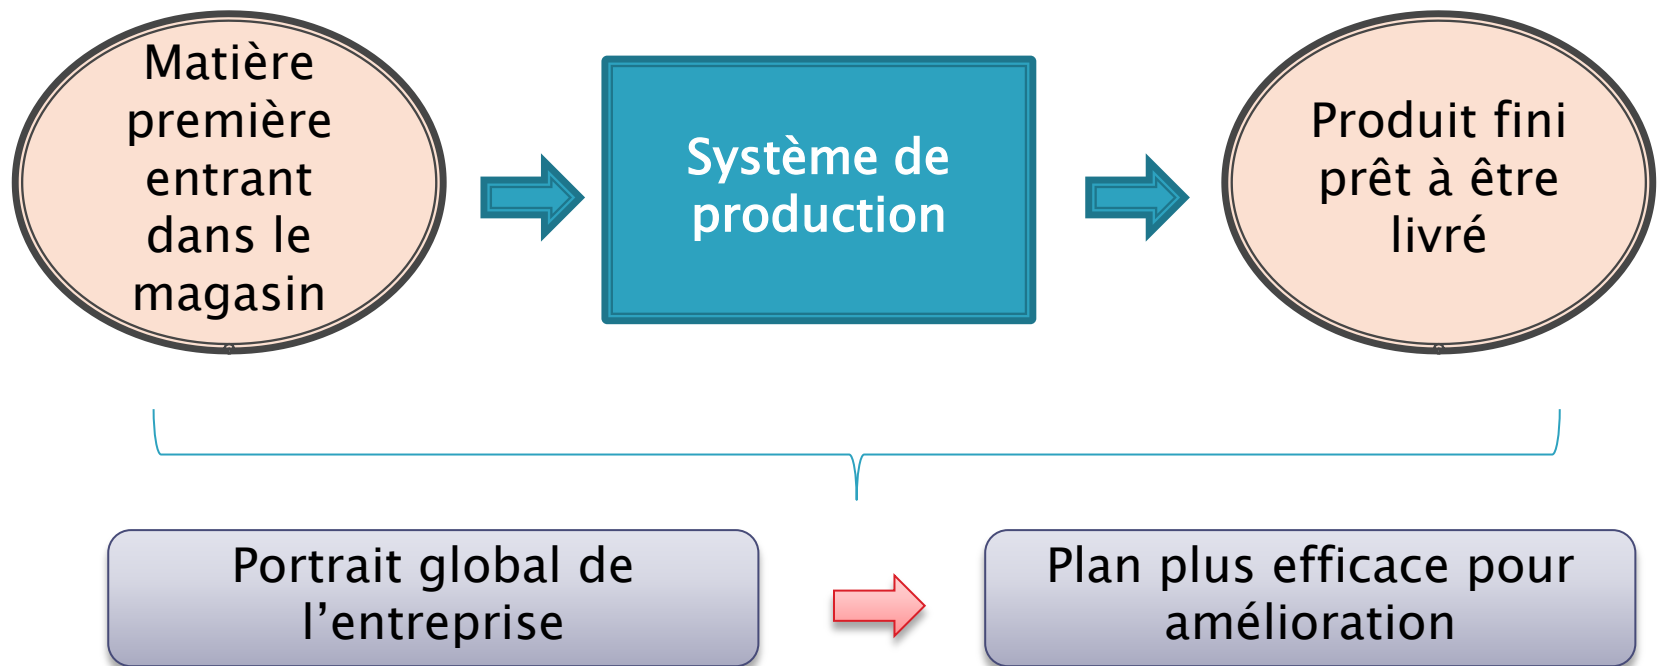 Matière
première
entrant
dans le
magasin
Système de
production
Produit fini
prêt à être
livré
Portrait global de
l’entreprise
Plan plus efficace pour
amélioration